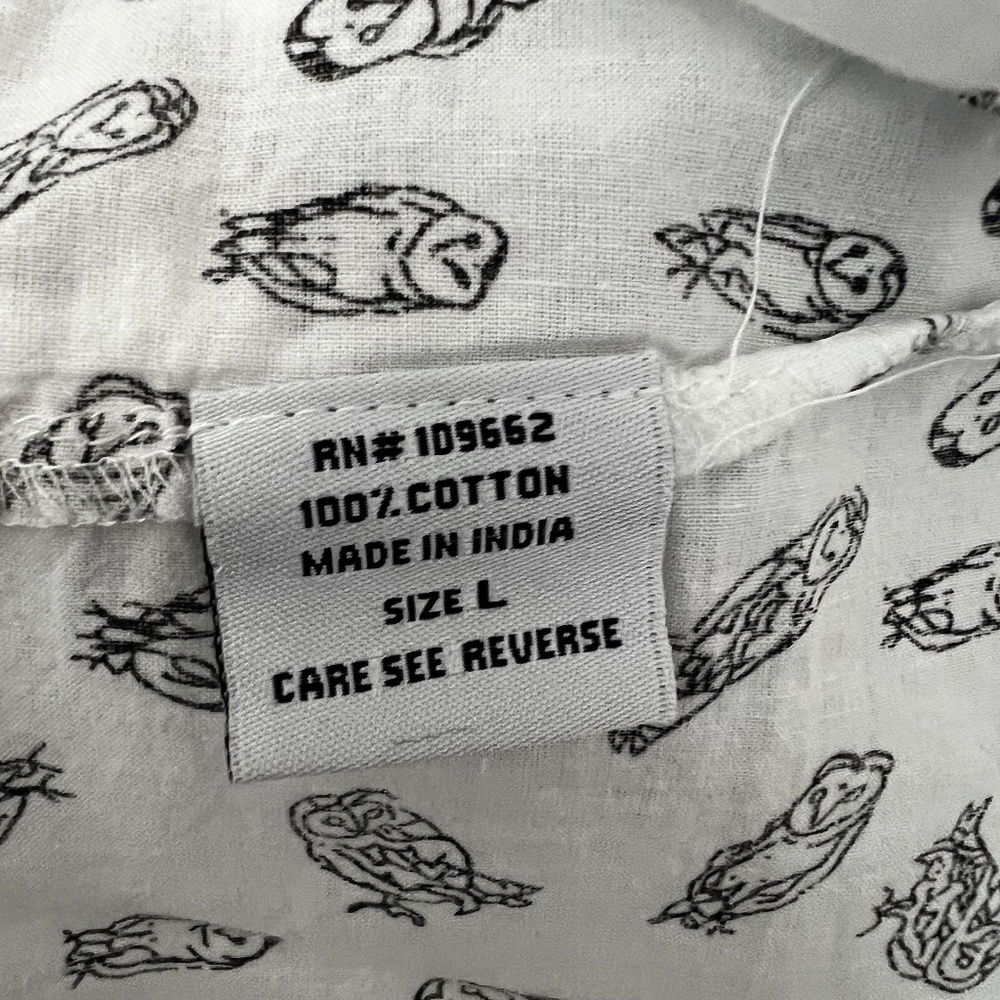 RN# 109662
100% COTTON
MADE IN INDIA
SIZE L
CARE SEE REVERSE